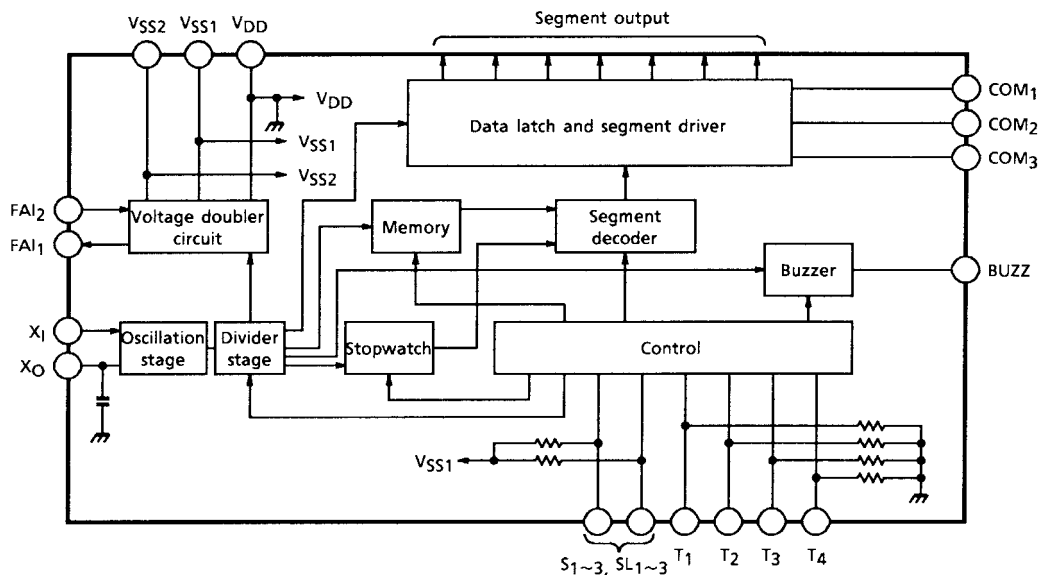 Segment output
VSS2 VSS1 VDD
VDD
VSS1
VSS2
Data latch and segment driver
COM1
COM2
COM3
FAI2
FAI1
Voltage doubler
circuit
Memory
Segment
decoder
Buzzer
BUZZ
XI
XO
Oscillation
stage
Divider
stage
Stopwatch
Control
VSS1
S1~3, SL1~3 T1 T2 T3 T4